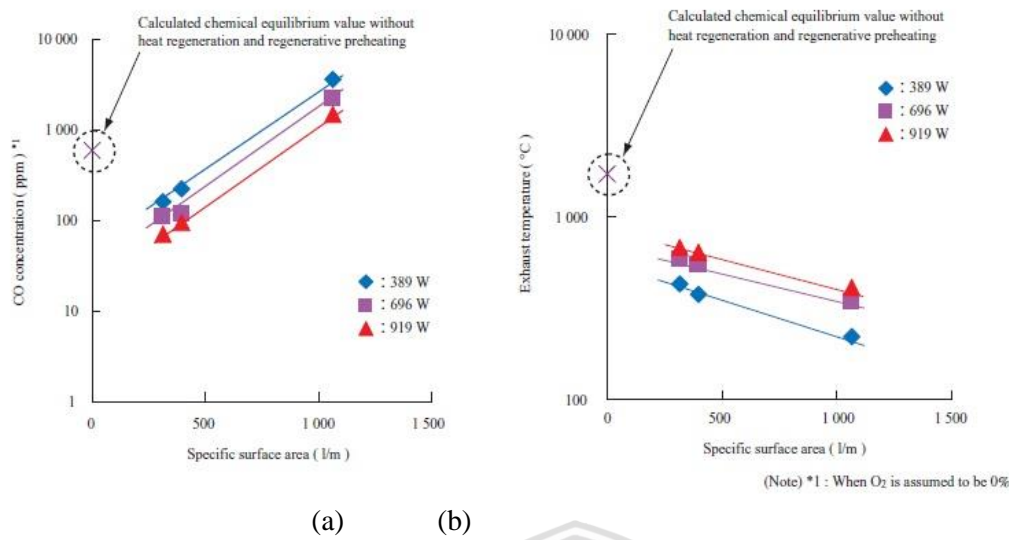 Calculated chemical equilibrium value without
heat regeneration and regenerative preheating
10 000
1 000
100
10
1
CO concentration ( ppm ) *1
: 389 W
: 696 W
: 919 W
0
500
1 000
1 500
Specific surface area ( l/m )
Calculated chemical equilibrium value without
heat regeneration and regenerative preheating
10 000
1 000
100
Exhaust temperature ( °C )
: 389 W
: 696 W
: 919 W
0
500
1 000
1 500
Specific surface area ( l/m )
(Note) *1 : When O2 is assumed to be 0%
(a) (b)